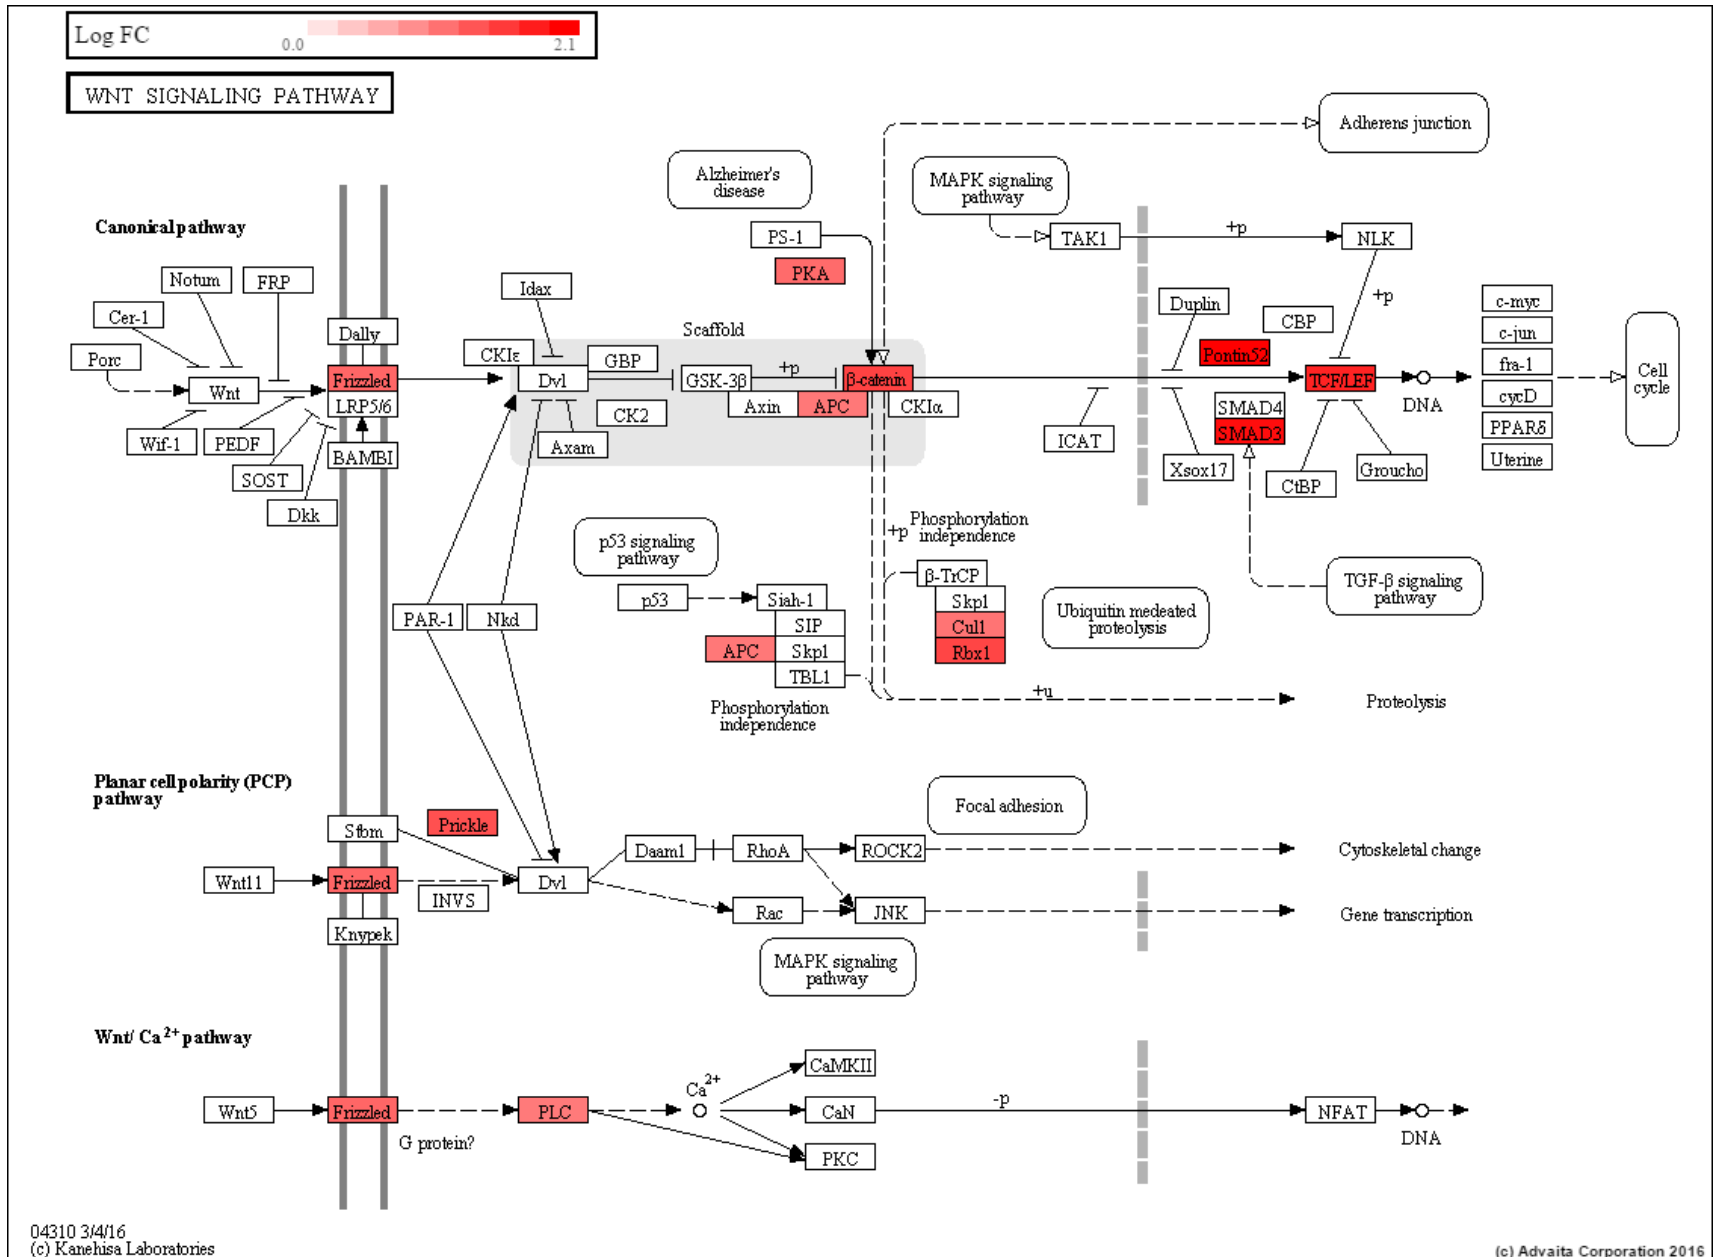 Log FC
0.0
2.1
WNT SIGNALING PATHWAY
Adherens junction
Alzheimer's
disease
MAPK signaling
pathway
Canonical pathway
PS-1
+p
TAK1
NLK
PKA
Notum
FRP
Idax
+p
Cer-1
Duplin
c-myc
CBP
Dally
Scaffold
c-jun
Porc
CKIε
GBP
Pontin52
fra-1
Wnt
Frizzled
Dvl
GSK-3β
+p
β-catenin
TCF/LEF
DNA
Cell
cycle
LRP5/6
CK2
Axin
APC
CKIα
SMAD4
cycD
Wif-1
PEDF
Axam
ICAT
SMAD3
PPARδ
BAMBI
SOST
Xsox17
CtBP
Groucho
Uterine
Dkk
+p
Phosphorylation
independence
p53 signaling
pathway
β-TrCP
TGF-β signaling
pathway
p53
Siah-1
Skp1
Ubiquitin medeated
proteolysis
PAR-1
Nkd
SIP
Cul1
APC
Skp1
Rbx1
TBL1
+u
Proteolysis
Phosphorylation
independence
Planar cell polarity (PCP)
pathway
Focal adhesion
Stbm
Prickle
Daam1
RhoA
ROCK2
Cytoskeletal change
Wnt11
Frizzled
INVS
Dvl
Rac
JNK
Gene transcription
Knypek
MAPK signaling
pathway
Wnt/ Ca2+ pathway
CaMKII
Ca2+
Wnt5
Frizzled
PLC
CaN
-p
NFAT
DNA
G protein?
PKC
04310 3/4/16
(c) Kanehisa Laboratories
(c) Advaita Corporation 2016